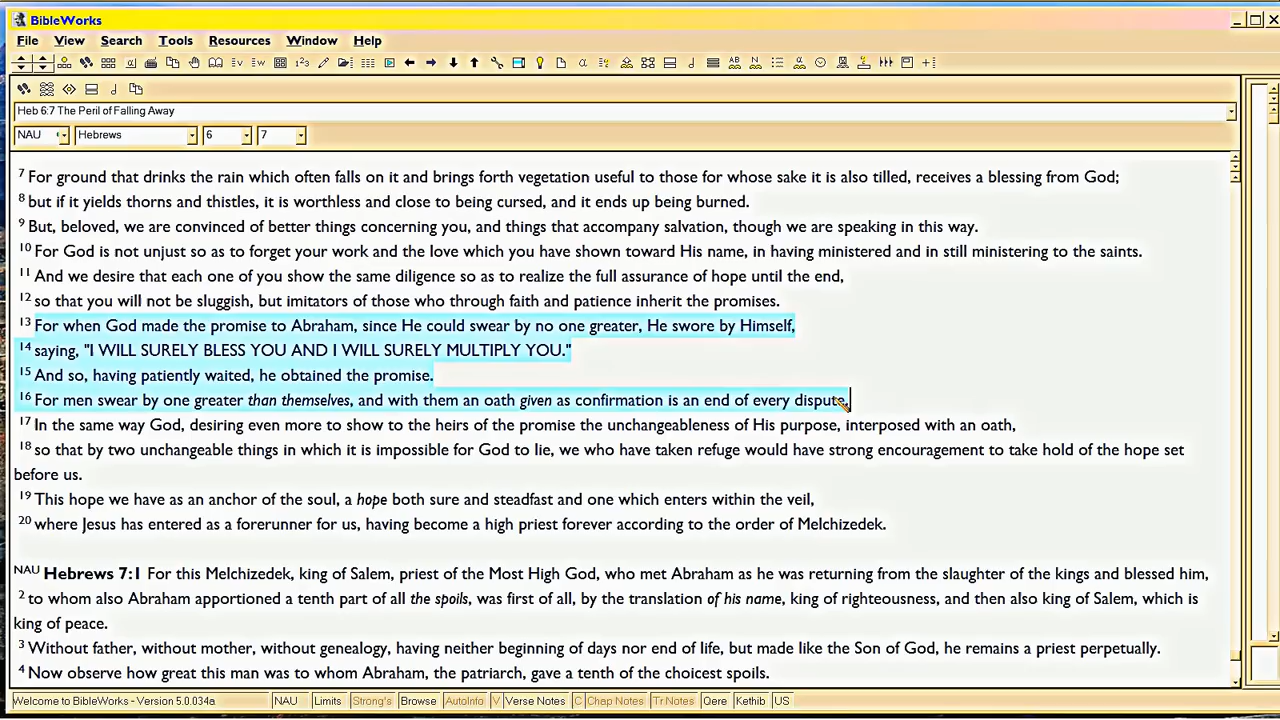 BibleWorks
File View Search Tools Resources Window Help
Heb 6:7 The Peril of Falling Away
NAU Hebrews 6 7
7 For ground that drinks the rain which often falls on it and brings forth vegetation useful to those for whose sake it is also tilled, receives a blessing from God;
8 but if it yields thorns and thistles, it is worthless and close to being cursed, and it ends up being burned.
9 But, beloved, we are convinced of better things concerning you, and things that accompany salvation, though we are speaking in this way.
10 For God is not unjust so as to forget your work and the love which you have shown toward His name, in having ministered and in still ministering to the saints.
11 And we desire that each one of you show the same diligence so as to realize the full assurance of hope until the end,
12 so that you will not be sluggish, but imitators of those who through faith and patience inherit the promises.
13 For when God made the promise to Abraham, since He could swear by no one greater, He swore by Himself,
14 saying, "I WILL SURELY BLESS YOU AND I WILL SURELY MULTIPLY YOU."
15 And so, having patiently waited, he obtained the promise.
16 For men swear by one greater than themselves, and with them an oath given as confirmation is an end of every dispute.
17 In the same way God, desiring even more to show to the heirs of the promise the unchangeableness of His purpose, interposed with an oath,
18 so that by two unchangeable things in which it is impossible for God to lie, we who have taken refuge would have strong encouragement to take hold of the hope set
before us.
19 This hope we have as an anchor of the soul, a hope both sure and steadfast and one which enters within the veil,
20 where Jesus has entered as a forerunner for us, having become a high priest forever according to the order of Melchizedek.
NAU Hebrews 7:1 For this Melchizedek, king of Salem, priest of the Most High God, who met Abraham as he was returning from the slaughter of the kings and blessed him,
2 to whom also Abraham apportioned a tenth part of all the spoils, was first of all, by the translation of his name, king of righteousness, and then also king of Salem, which is
king of peace.
3 Without father, without mother, without genealogy, having neither beginning of days nor end of life, but made like the Son of God, he remains a priest perpetually.
4 Now observe how great this man was to whom Abraham, the patriarch, gave a tenth of the choicest spoils.
Welcome to BibleWorks - Version 5.0.034a NAU Limits Strong's Browse AutoInfo V Verse Notes C Chap Notes Tr Notes Qere Kethib US